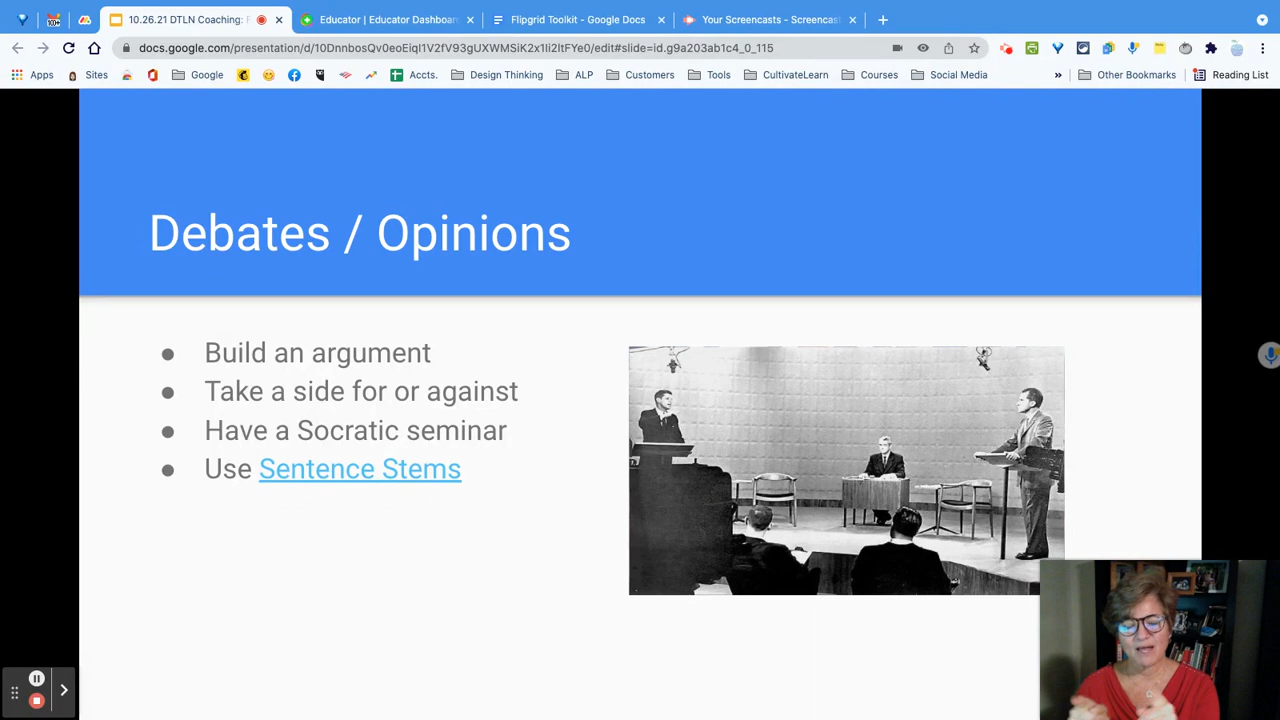 10.26.21 DTLN Coaching: F
Educator | Educator Dashboar
Flipgrid Toolkit - Google Docs
Your Screencasts - Screencast
docs.google.com/presentation/d/10DnnbosQv0eoEiqI1V2fV93gUXWMSiK2x1Ii2ItFYe0/edit#slide=id.g9a203ab1c4_0_115
Apps
Sites
Google
Accts.
Design Thinking
ALP
Customers
Tools
CultivateLearn
Courses
Social Media
»
Other Bookmarks
Reading List
Debates / Opinions
● Build an argument
● Take a side for or against
● Have a Socratic seminar
● Use Sentence Stems